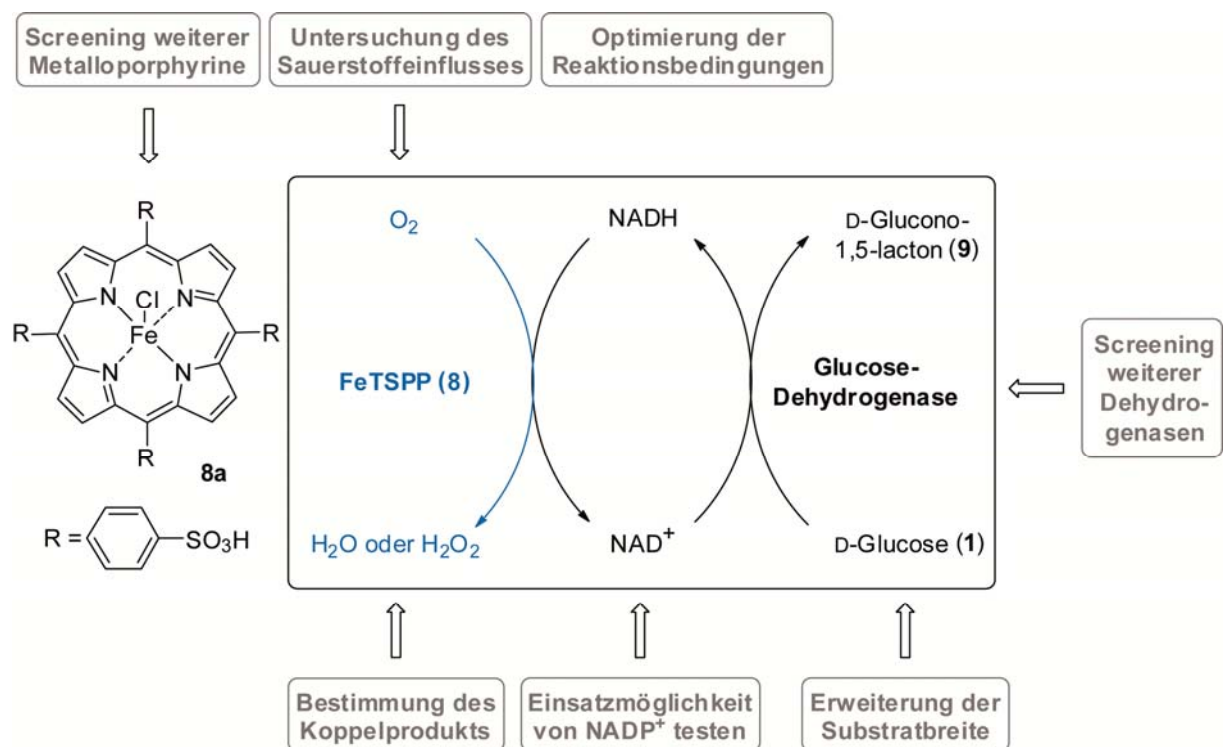 Screening weiterer
Metalloporphyrine
Untersuchung des
Sauerstoffeinflusses
Optimierung der
Reaktionsbedingungen
R
N
Cl
N
R
Fe
R
N
N
R
8a
R =
SO₃H
O₂
NADH
D-Glucono-
1,5-lacton (9)
FeTSPP (8)
Glucose-
Dehydrogenase
H₂O oder H₂O₂
NAD⁺
D-Glucose (1)
Screening
weiterer
Dehydro-
genasen
Bestimmung des
Koppelprodukts
Einsatzmöglichkeit
von NADP⁺ testen
Erweiterung der
Substratbreite